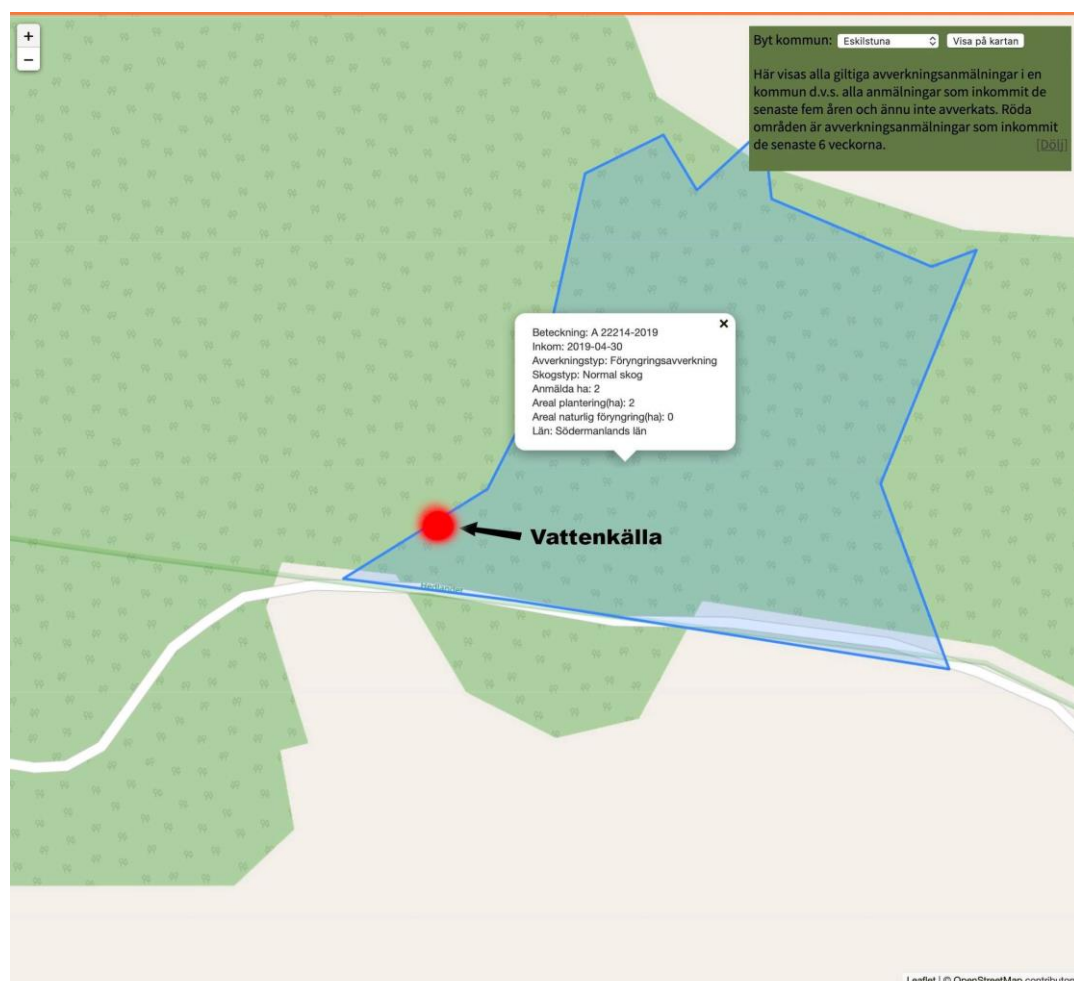 +
−
Byt kommun: Eskilstuna Visa på kartan
Här visas alla giltiga avverkningsanmälningar i en
kommun d.v.s. alla anmälningar som inkommit de
senaste fem åren och ännu inte avverkats. Röda
områden är avverkningsanmälningar som inkommit
de senaste 6 veckorna. [Dölj]
×
Beteckning: A 22214-2019
Inkom: 2019-04-30
Avverkningstyp: Föryngringsavverkning
Skogstyp: Normal skog
Anmälda ha: 2
Areal plantering(ha): 2
Areal naturlig föryngring(ha): 0
Län: Södermanlands län
Vattenkälla
Leaflet | © OpenStreetMap contributors